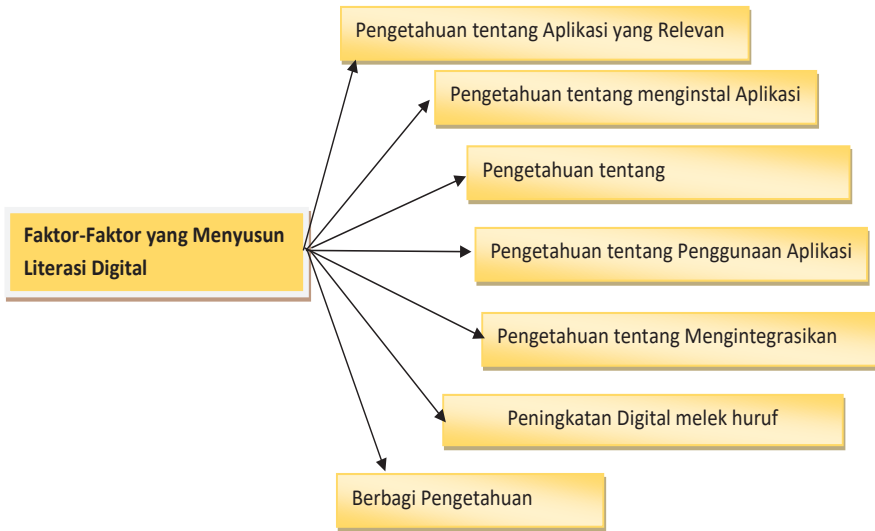 Pengetahuan tentang Aplikasi yang Relevan
Pengetahuan tentang menginstal Aplikasi
Pengetahuan tentang
Faktor-Faktor yang Menyusun
Literasi Digital
Pengetahuan tentang Penggunaan Aplikasi
Pengetahuan tentang Mengintegrasikan
Peningkatan Digital melek huruf
Berbagi Pengetahuan